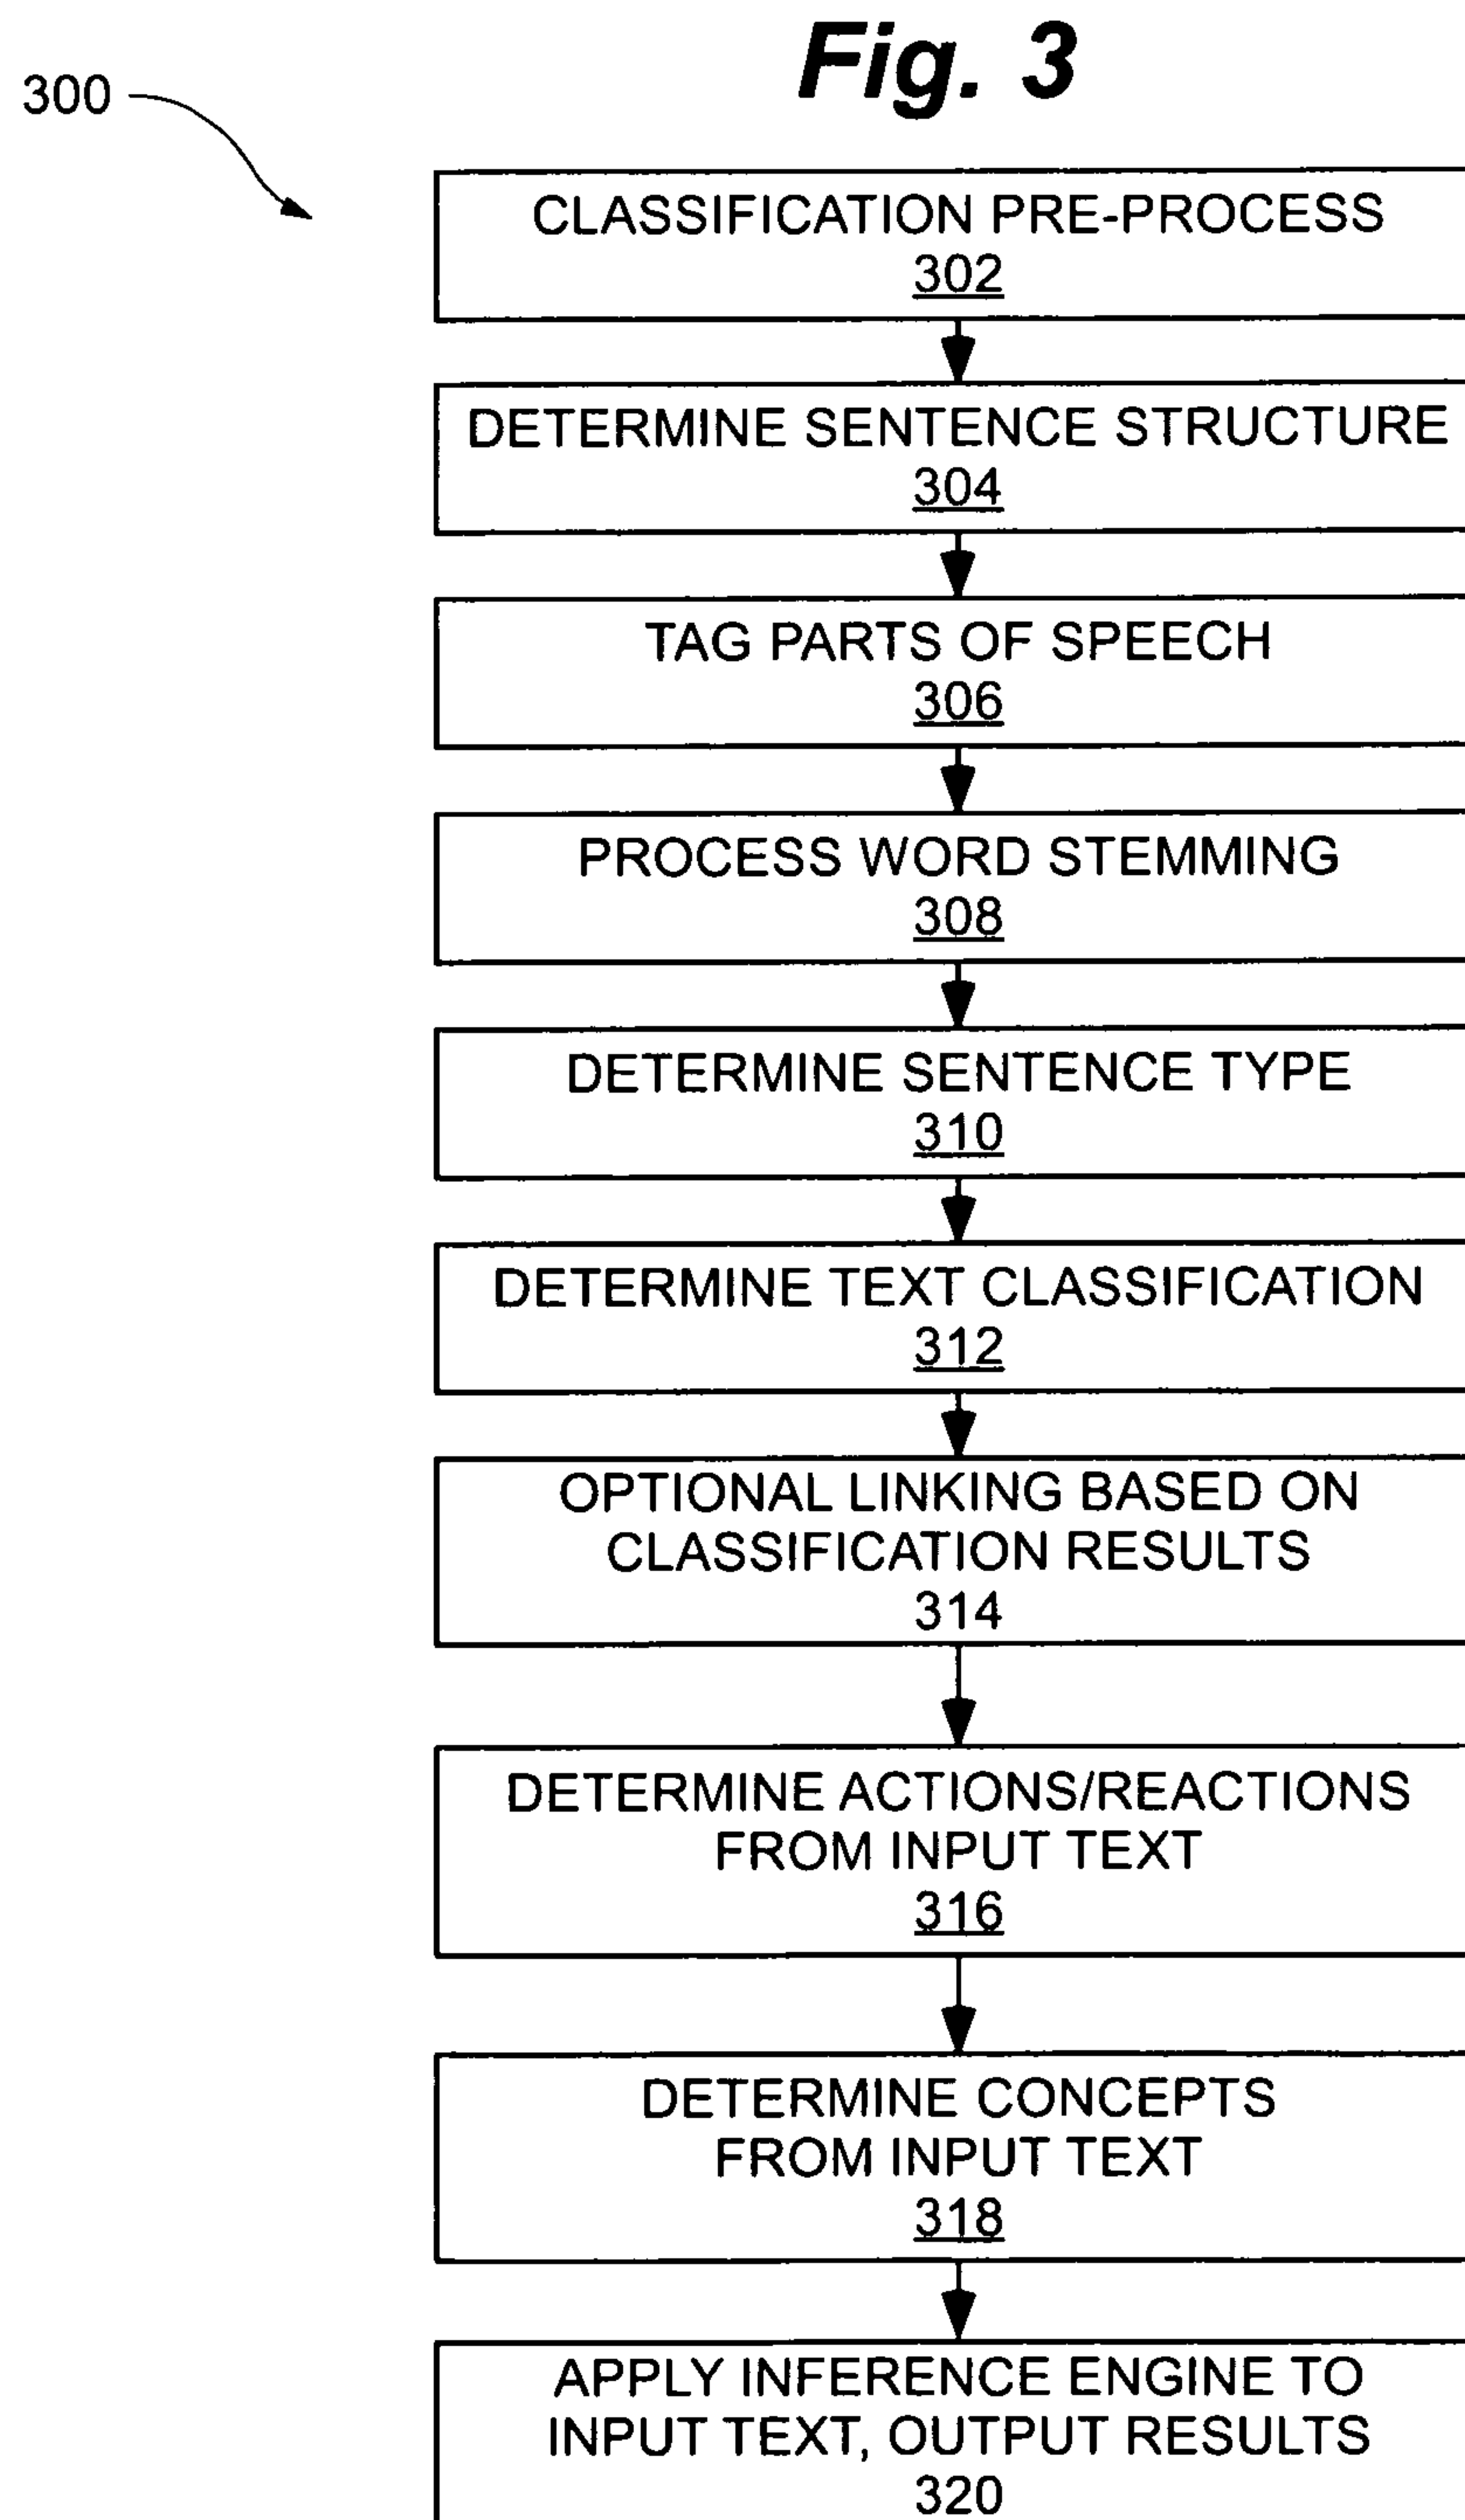 Fig. 3
300
CLASSIFICATION PRE-PROCESS
302
DETERMINE SENTENCE STRUCTURE
304
TAG PARTS OF SPEECH
306
PROCESS WORD STEMMING
308
DETERMINE SENTENCE TYPE
310
DETERMINE TEXT CLASSIFICATION
312
OPTIONAL LINKING BASED ON
CLASSIFICATION RESULTS
314
DETERMINE ACTIONS/REACTIONS
FROM INPUT TEXT
316
DETERMINE CONCEPTS
FROM INPUT TEXT
318
APPLY INFERENCE ENGINE TO
INPUT TEXT, OUTPUT RESULTS
320